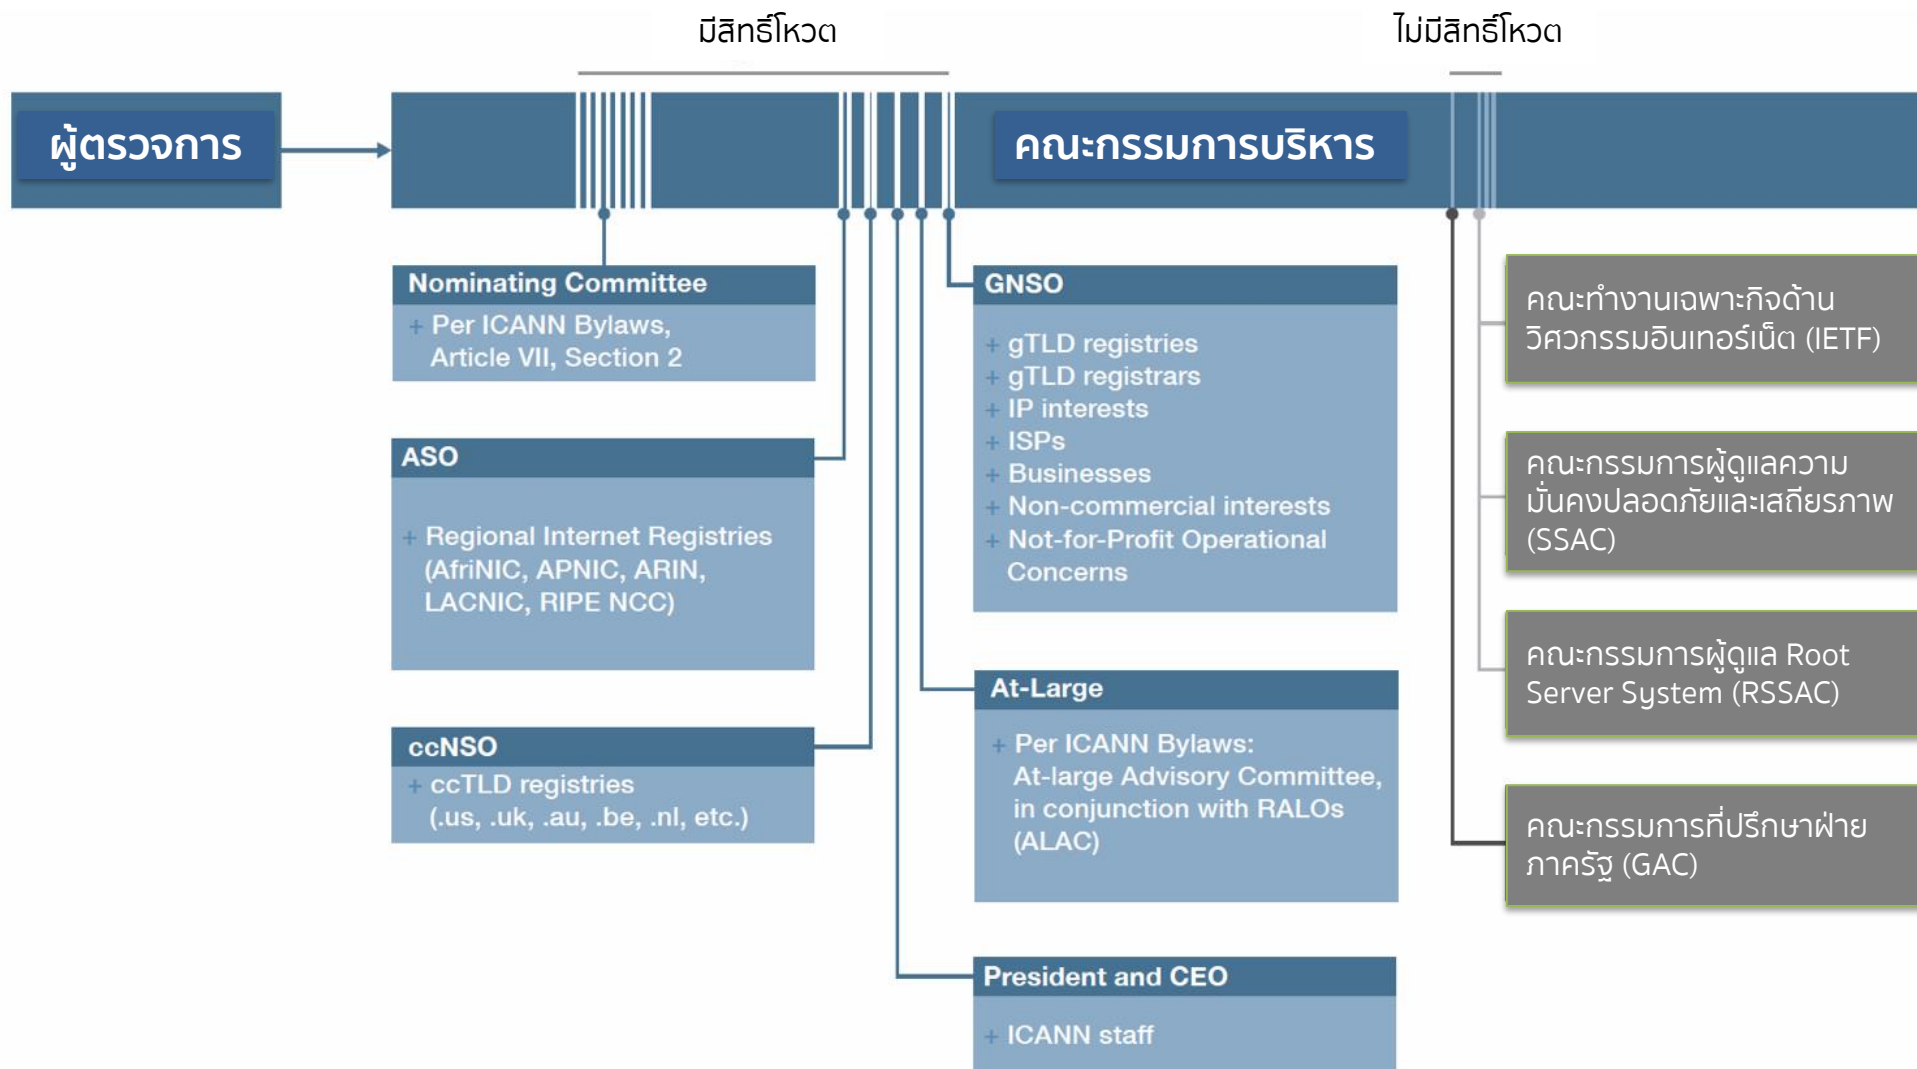 มีสิทธิ์โหวต
ไม่มีสิทธิ์โหวต
ผู้ตรวจการ
คณะกรรมการบริหาร
Nominating Committee
+ Per ICANN Bylaws,
Article VII, Section 2
ASO
+ Regional Internet Registries
(AfriNIC, APNIC, ARIN,
LACNIC, RIPE NCC)
ccNSO
+ ccTLD registries
(.us, .uk, .au, .be, .nl, etc.)
GNSO
+ gTLD registries
+ gTLD registrars
+ IP interests
+ ISPs
+ Businesses
+ Non-commercial interests
+ Not-for-Profit Operational
Concerns
At-Large
+ Per ICANN Bylaws:
At-large Advisory Committee,
in conjunction with RALOs
(ALAC)
President and CEO
+ ICANN staff
คณะทำงานเฉพาะกิจด้าน
วิศวกรรมอินเทอร์เน็ต (IETF)
คณะกรรมการผู้ดูแลความ
มั่นคงปลอดภัยและเสถียรภาพ
(SSAC)
คณะกรรมการผู้ดูแล Root
Server System (RSSAC)
คณะกรรมการที่ปรึกษาฝ่าย
ภาครัฐ (GAC)